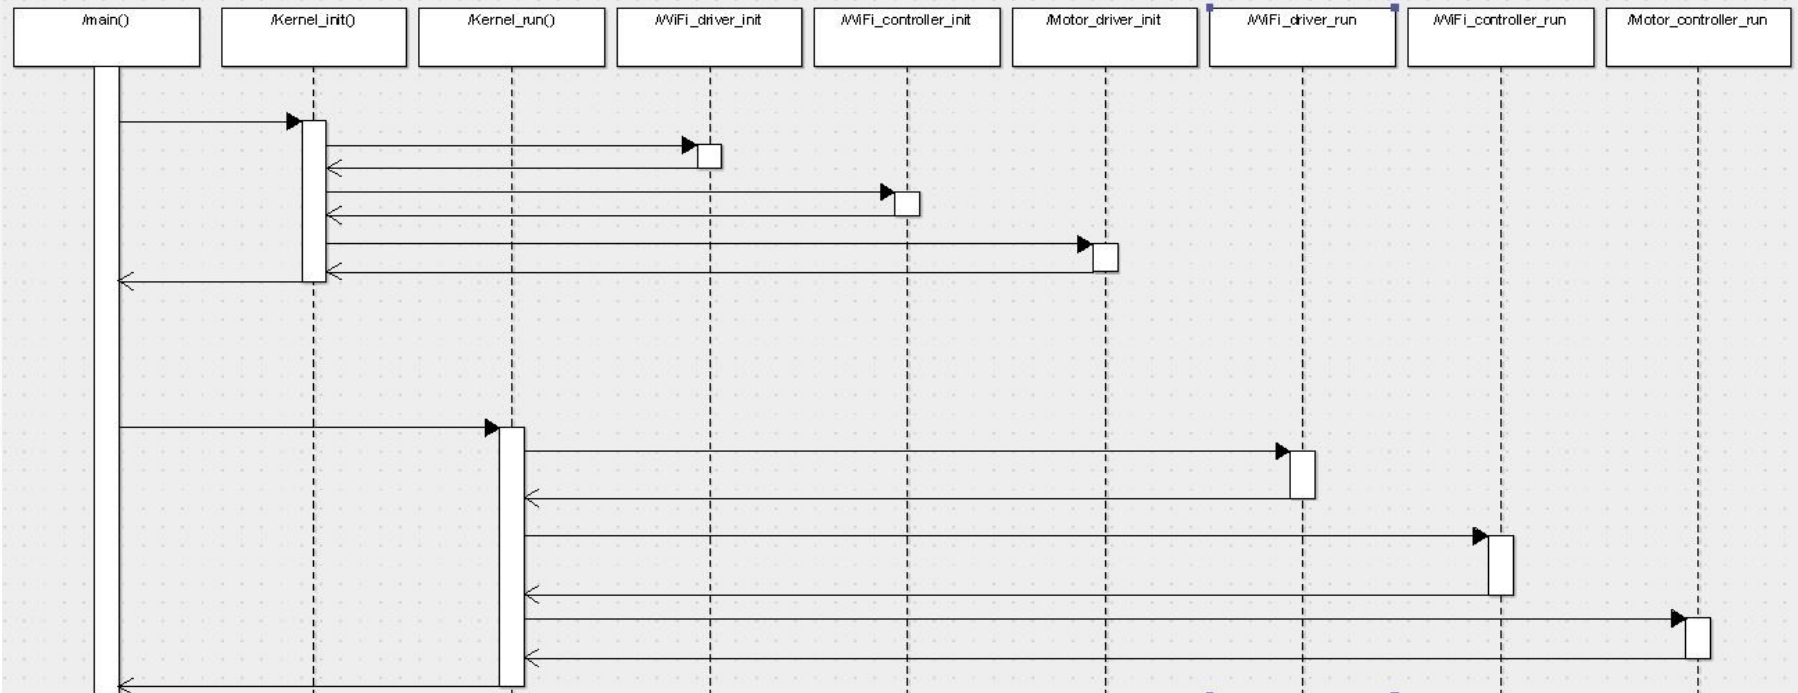 /main()
/Kernel_init()
/Kernel_run()
/WiFi_driver_init
/WiFi_controller_init
/Motor_driver_init
/WiFi_driver_run
/WiFi_controller_run
/Motor_controller_run